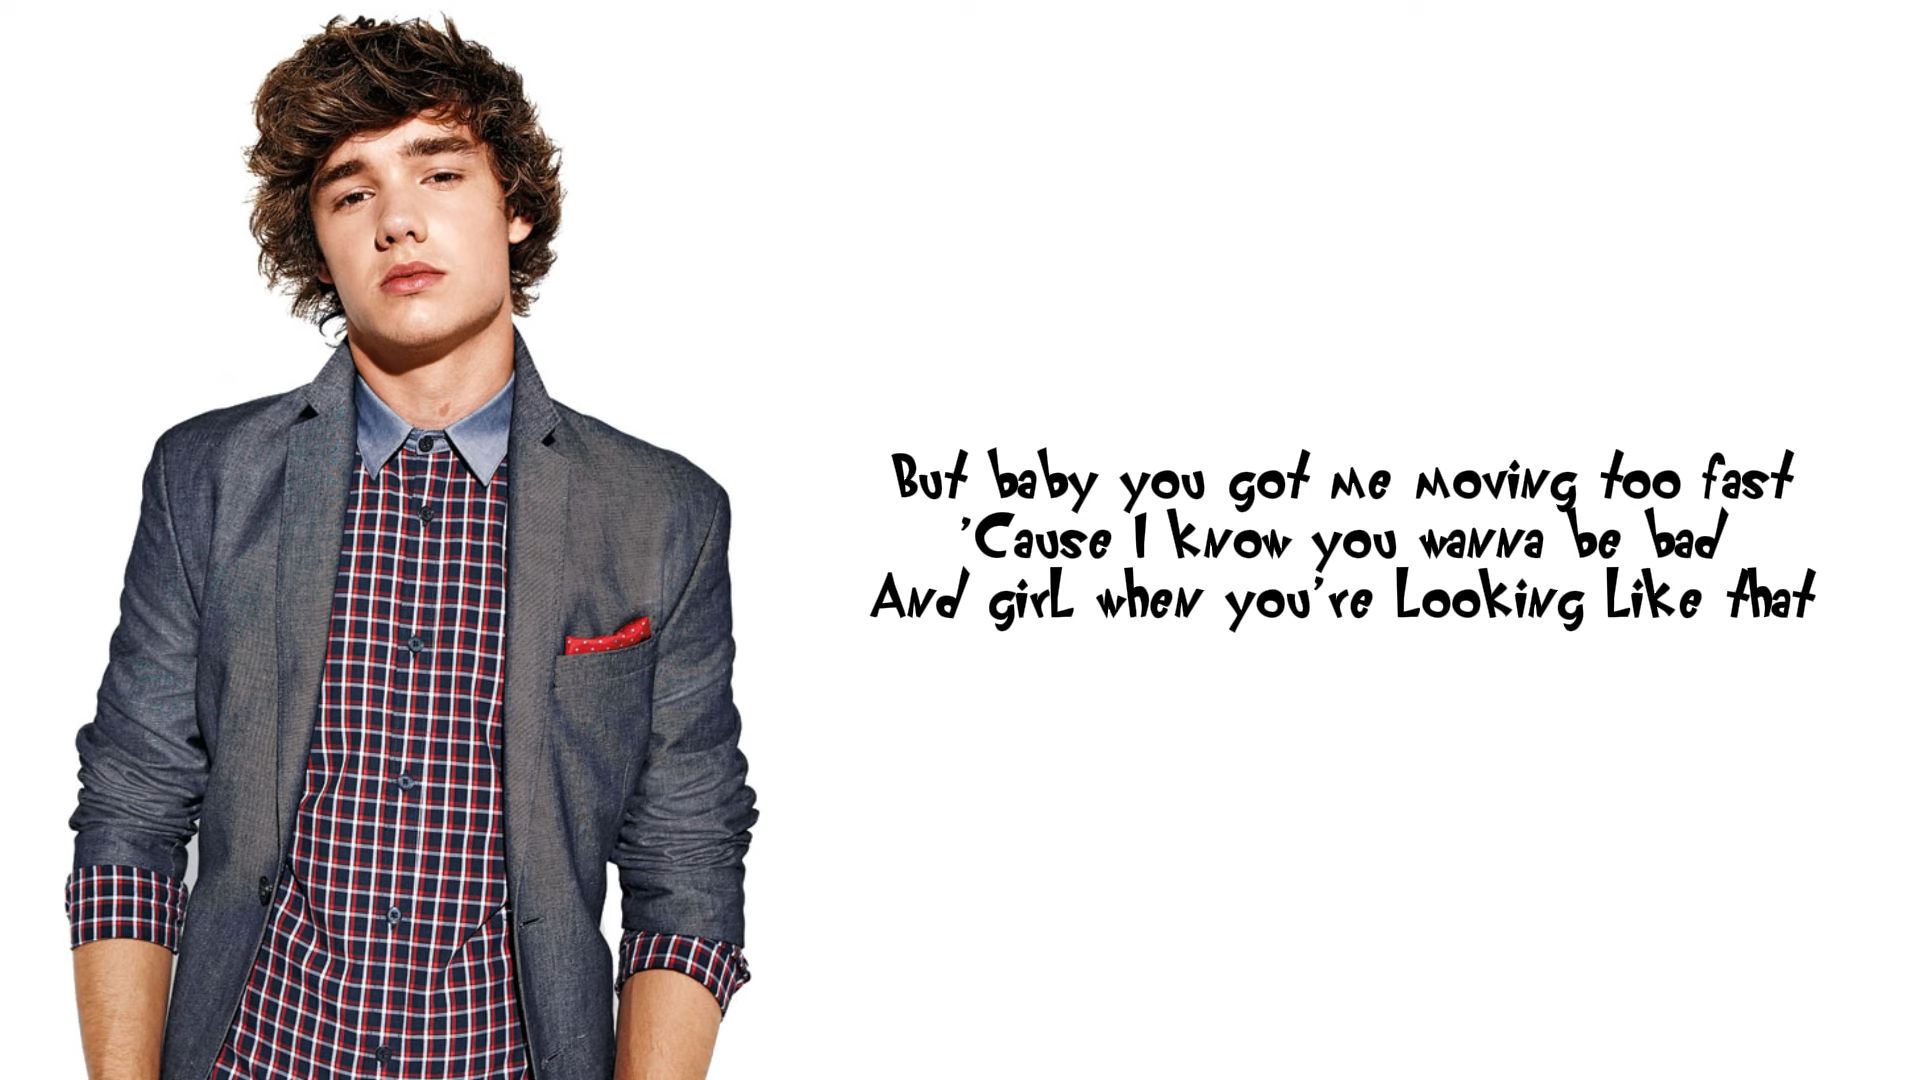 But baby you got me moving too fast
'Cause I know you wanna be bad
And girl when you're looking like that